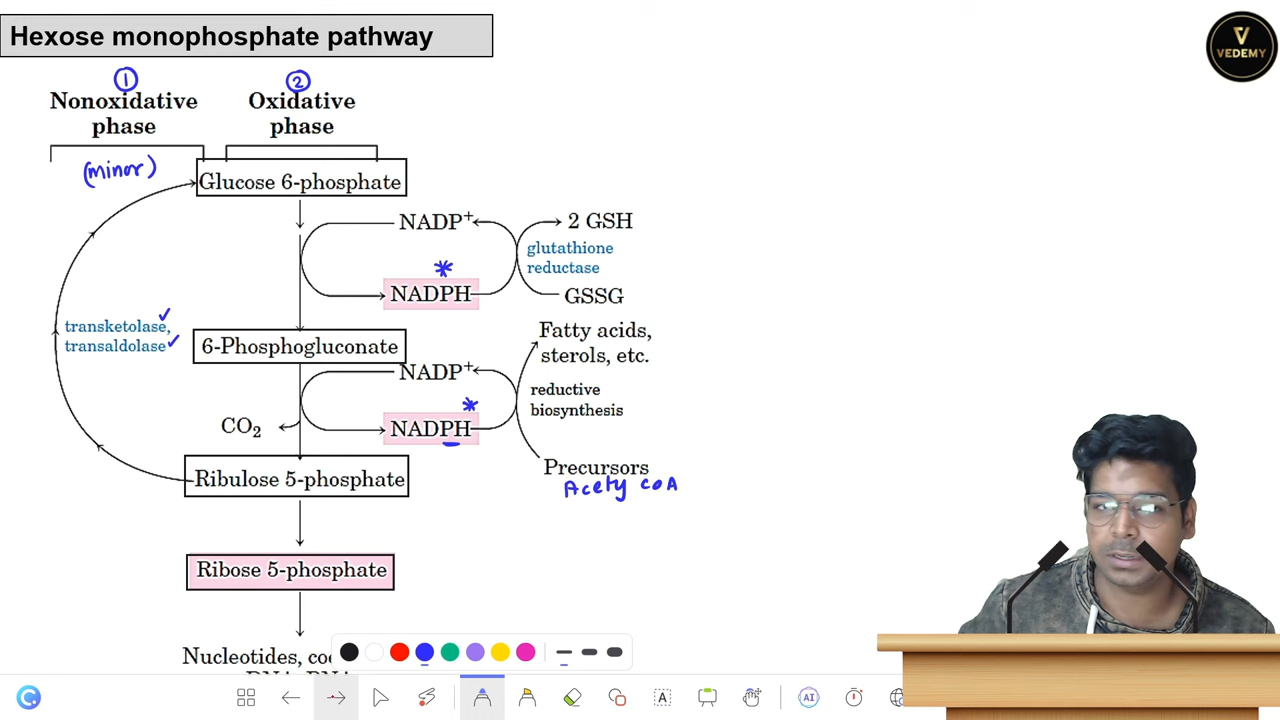 Hexose monophosphate pathway
VEDEMY
1
2
Nonoxidative
phase
Oxidative
phase
(minor)
Glucose 6-phosphate
NADP+
2 GSH
glutathione
reductase
*
NADPH
GSSG
transketolase, ✓
transaldolase ✓
Fatty acids,
sterols, etc.
6-Phosphogluconate
NADP+
reductive
biosynthesis
*
CO2
NADPH
Precursors
Acety coA
Ribulose 5-phosphate
Ribose 5-phosphate
Nucleotides,
A
AI